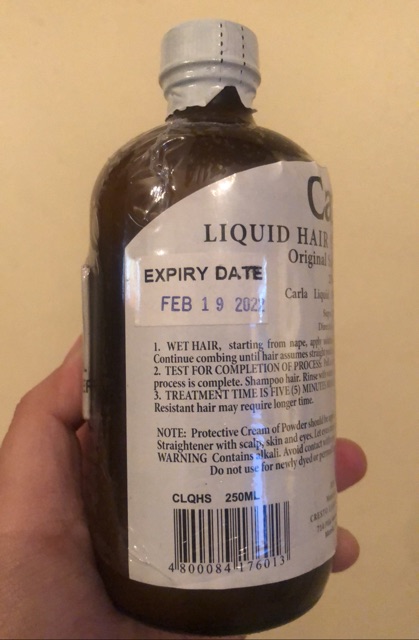 Ca
LIQUID HAIR
Original
EXPIRY DATE
FEB 19 2022
Carla Liquid
1. WET HAIR, starting from nape, apply
Continue combing until hair assumes straight
2. TEST FOR COMPLETION OF PROCESS
process is complete. Shampoo hair. Rinse
3. TREATMENT TIME IS FIVE (5) MINUTES
Resistant hair may require longer time.
NOTE: Protective Cream of Powder should be
Straightener with scalp, skin and eyes.
WARNING Contains alkali. Avoid contact
Do not use for newly dyed or
CLQHS 250ML
4 800084 176013